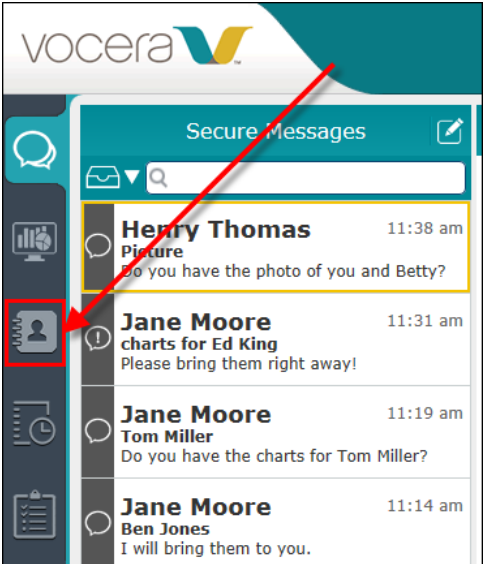 vocera
Secure Messages
Henry Thomas 11:38 am
Picture
Do you have the photo of you and Betty?
Jane Moore 11:31 am
charts for Ed King
Please bring them right away!
Jane Moore 11:19 am
Tom Miller
Do you have the charts for Tom Miller?
Jane Moore 11:14 am
Ben Jones
I will bring them to you.